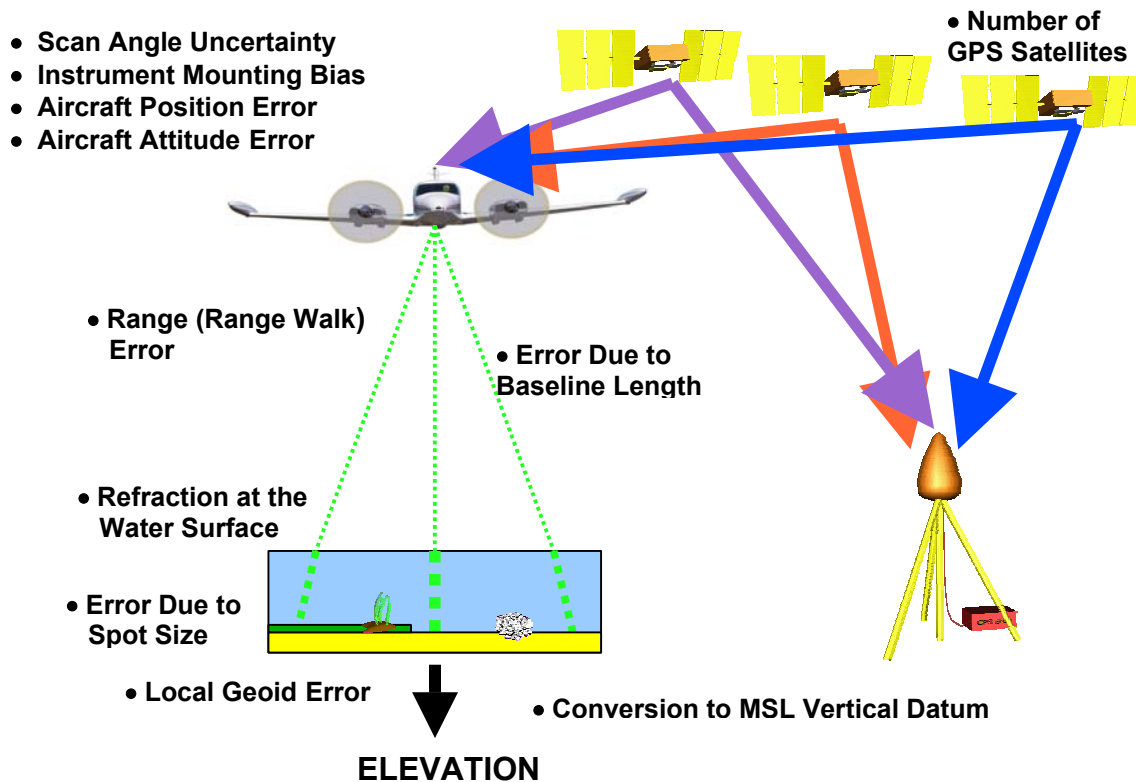 • Scan Angle Uncertainty
• Instrument Mounting Bias
• Aircraft Position Error
• Aircraft Attitude Error
• Number of
GPS Satellites
• Range (Range Walk)
Error
• Error Due to
Baseline Length
• Refraction at the
Water Surface
• Error Due to
Spot Size
• Local Geoid Error
• Conversion to MSL Vertical Datum
ELEVATION